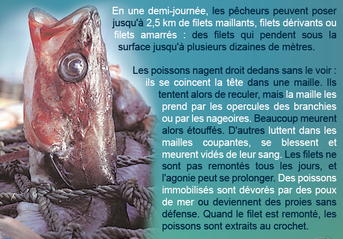 En une demi-journée, les pêcheurs peuvent poser
jusqu'à 2,5 km de filets maillants, filets dérivants ou
filets amarrés : des filets qui pendent sous la
surface jusqu'à plusieurs dizaines de mètres.
Les poissons nagent droit dedans sans le voir :
ils se coincent la tête dans une maille. Ils
tentent alors de reculer, mais la maille les
prend par les opercules des branchies
ou par les nageoires. Beaucoup meurent
alors étouffés. D'autres luttent dans les
mailles coupantes, se blessent et
meurent vidés de leur sang. Les filets ne
sont pas remontés tous les jours, et
l'agonie peut se prolonger. Des poissons
immobilisés sont dévorés par des poux
de mer ou deviennent des proies sans
défense. Quand le filet est remonté, les
poissons sont extraits au crochet.